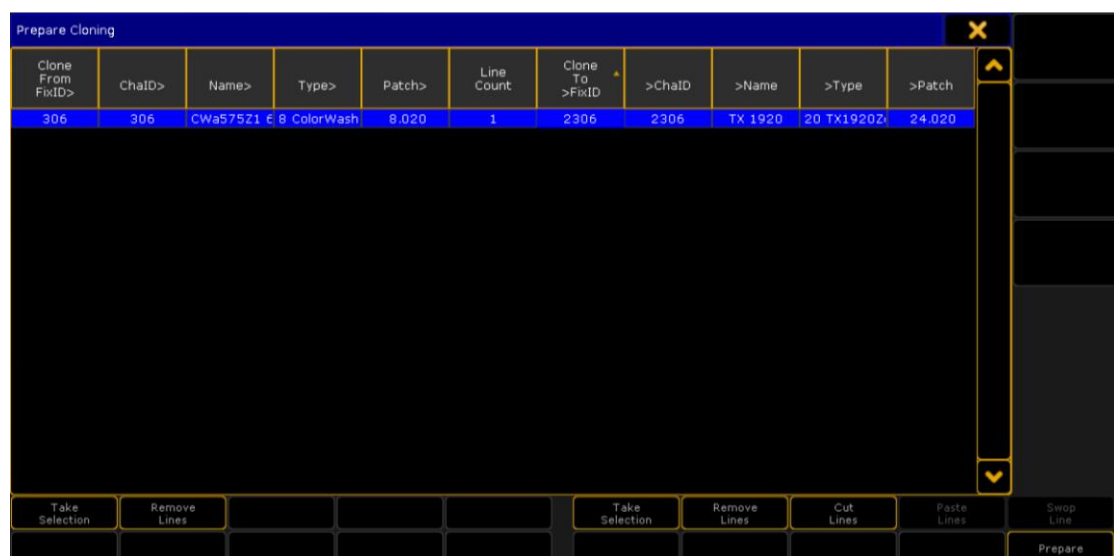 Prepare Cloning
Clone From FixID> ChaID> Name> Type> Patch> Line Count Clone To >FixID >ChaID >Name >Type >Patch
306 306 CWa575Z1 6 8 ColorWash 8.020 1 2306 2306 TX 1920 20 TX1920Z 24.020
Take Selection Remove Lines Take Selection Remove Lines Cut Lines Paste Lines Swop Line
Prepare